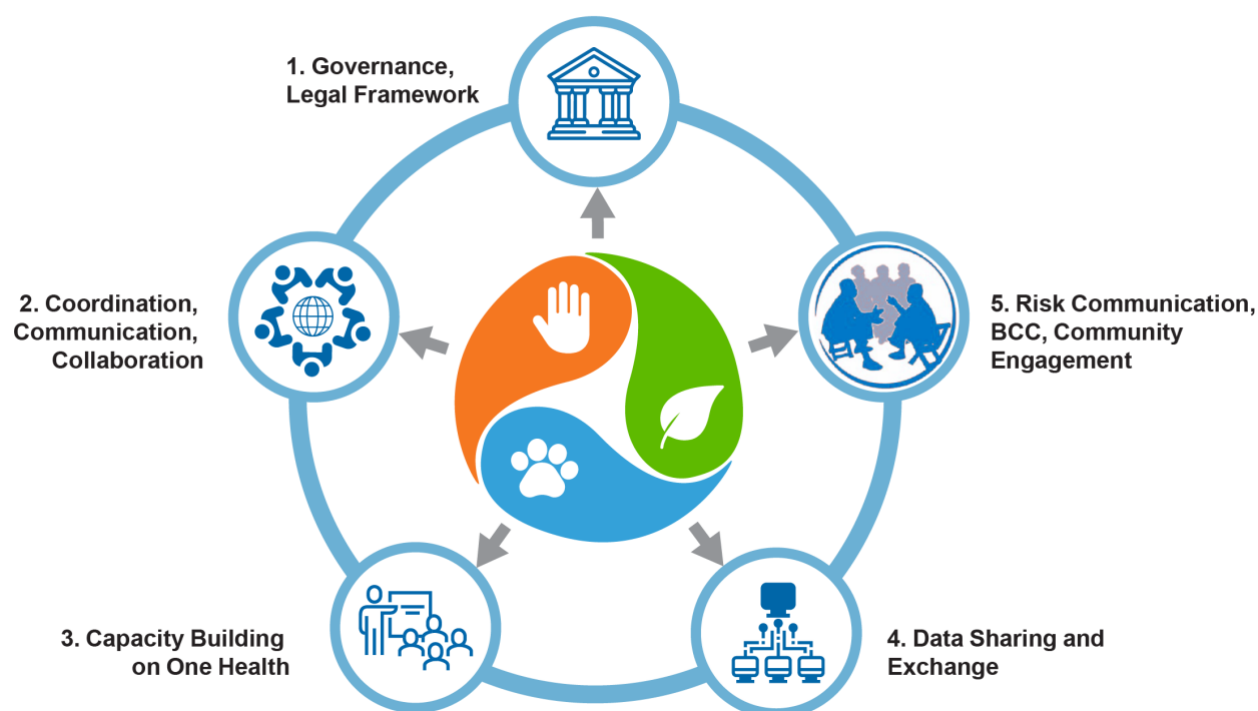 1. Governance,
Legal Framework
2. Coordination,
Communication,
Collaboration
3. Capacity Building
on One Health
4. Data Sharing and
Exchange
5. Risk Communication,
BCC, Community
Engagement